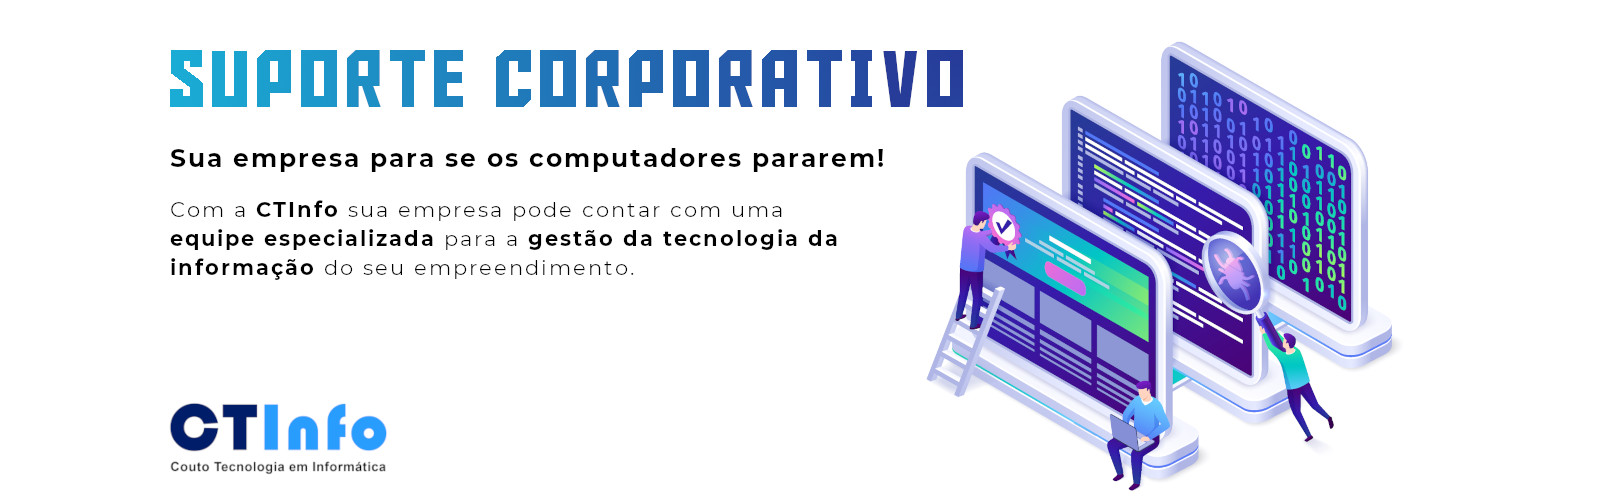 SUPORTE CORPORATIVO
Sua empresa para se os computadores pararem!
Com a CTInfo sua empresa pode contar com uma
equipe especializada para a gestão da tecnologia da
informação do seu empreendimento.
CTInfo
Couto Tecnologia em Informática